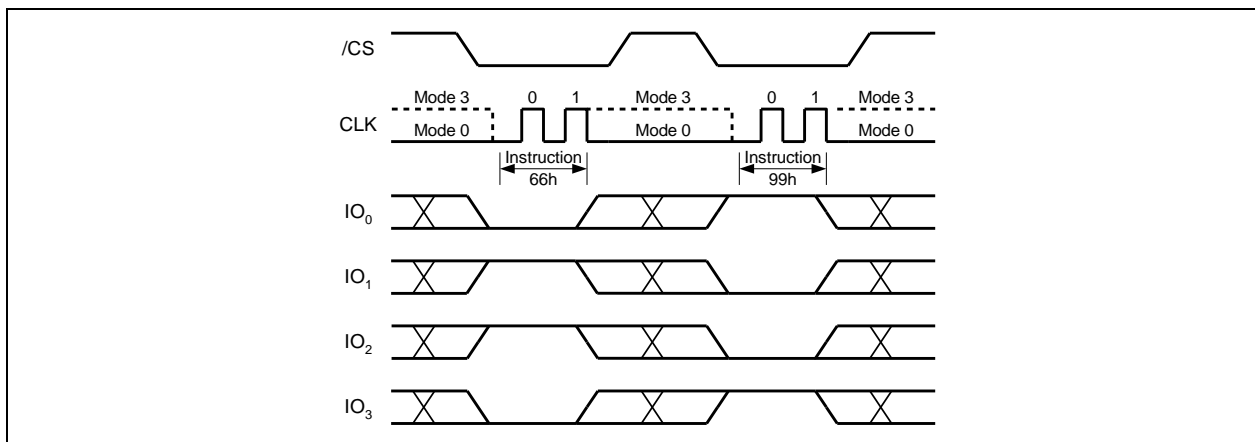 /CS
Mode 3 0 1 Mode 3 0 1 Mode 3
CLK
Mode 0 Mode 0 Mode 0
Instruction Instruction
66h 99h
IO₀
IO₁
IO₂
IO₃